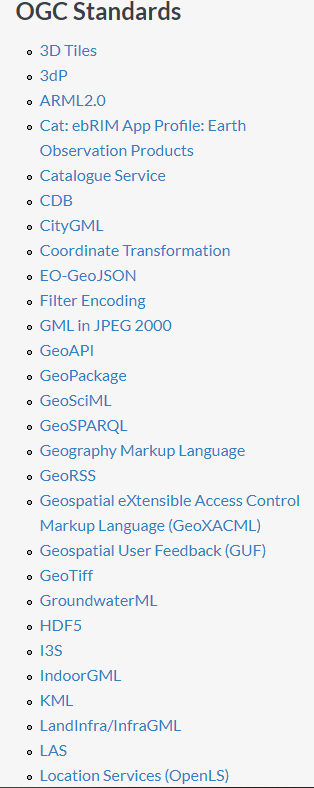 OGC Standards
3D Tiles
3dP
ARML2.0
Cat: ebRIM App Profile: Earth
Observation Products
Catalogue Service
CDB
CityGML
Coordinate Transformation
EO-GeoJSON
Filter Encoding
GML in JPEG 2000
GeoAPI
GeoPackage
GeoSciML
GeoSPARQL
Geography Markup Language
GeoRSS
Geospatial eXtensible Access Control
Markup Language (GeoXACML)
Geospatial User Feedback (GUF)
GeoTiff
GroundwaterML
HDF5
I3S
IndoorGML
KML
LandInfra/InfraGML
LAS
Location Services (OpenLS)